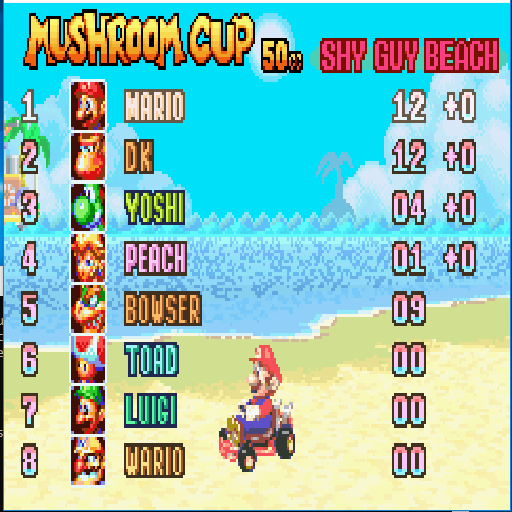 MUSHROOM CUP 50cc SHY GUY BEACH
1 MARIO 12 +0
2 DK 12 +0
3 YOSHI 04 +0
4 PEACH 01 +0
5 BOWSER 09
6 TOAD 00
7 LUIGI 00
8 WARIO 00